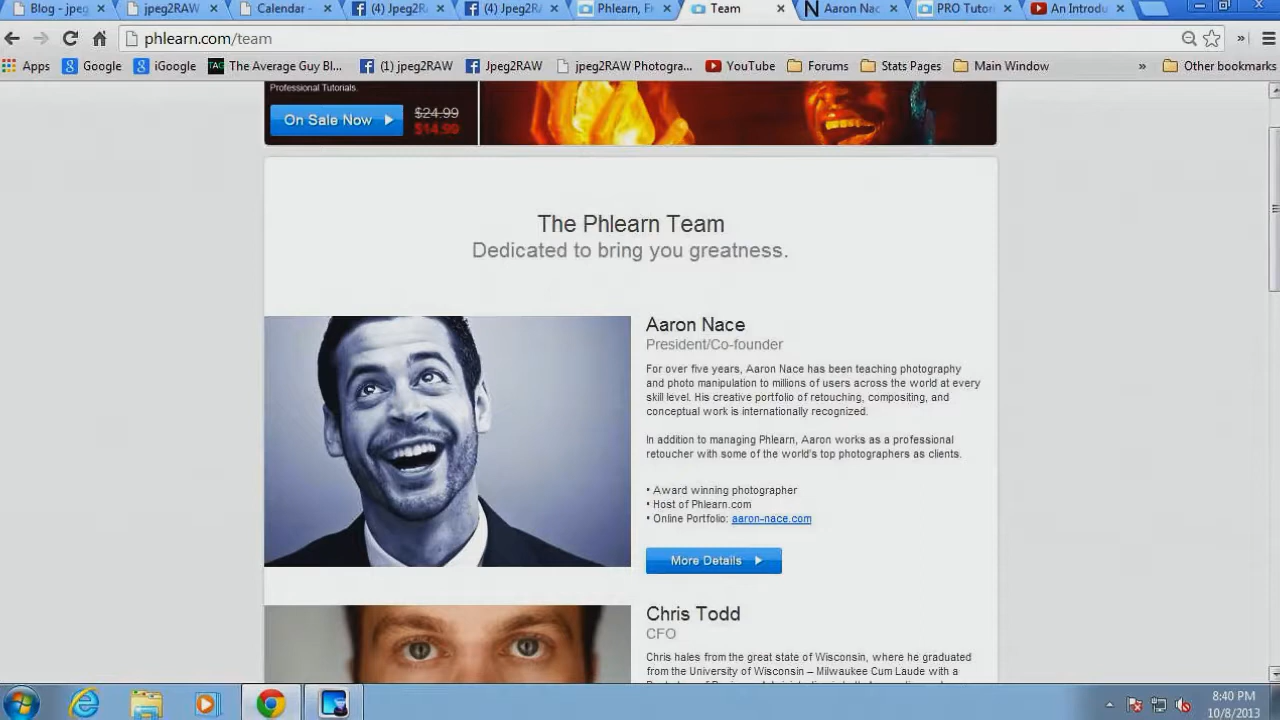 Blog - jpeg
jpeg2RAW
Calendar -
(4) Jpeg2R
(4) Jpeg2R
Phlearn, Fr
Team
Aaron Nac
PRO Tutori
An Introdu
phlearn.com/team
Apps
Google
iGoogle
The Average Guy Bl...
(1) jpeg2RAW
JpegRAW
jpeg2RAW Photogra...
YouTube
Forums
Stats Pages
Main Window
»
Other bookmarks
Professional Tutorials.
On Sale Now
$24.99
$14.99
The Phlearn Team
Dedicated to bring you greatness.
Aaron Nace
President/Co-founder
For over five years, Aaron Nace has been teaching photography
and photo manipulation to millions of users across the world at every
skill level. His creative portfolio of retouching, compositing, and
conceptual work is internationally recognized.
In addition to managing Phlearn, Aaron works as a professional
retoucher with some of the world's top photographers as clients.
• Award winning photographer
• Host of Phlearn.com
• Online Portfolio: aaron-nace.com
More Details
Chris Todd
CFO
Chris hales from the great state of Wisconsin, where he graduated
from the University of Wisconsin – Milwaukee Cum Laude with a
8:40 PM
10/8/2013